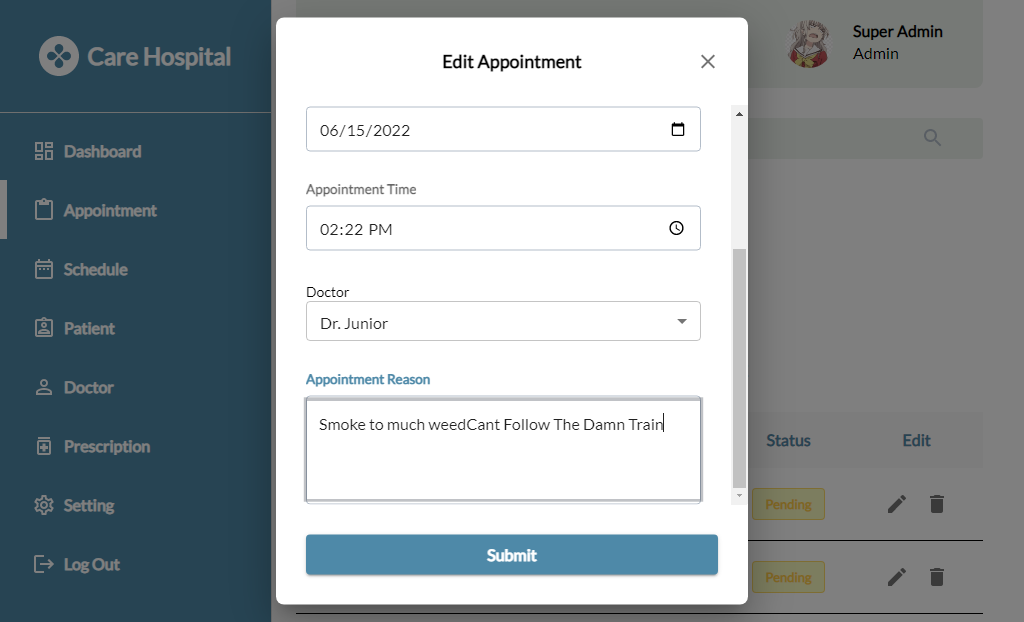 Care Hospital
Dashboard
Appointment
Schedule
Patient
Doctor
Prescription
Setting
Log Out
Edit Appointment
06/15/2022
Appointment Time
02:22 PM
Doctor
Dr. Junior
Appointment Reason
Smoke to much weedCant Follow The Damn Train
Submit
Super Admin
Admin
Status Edit
Pending
Pending